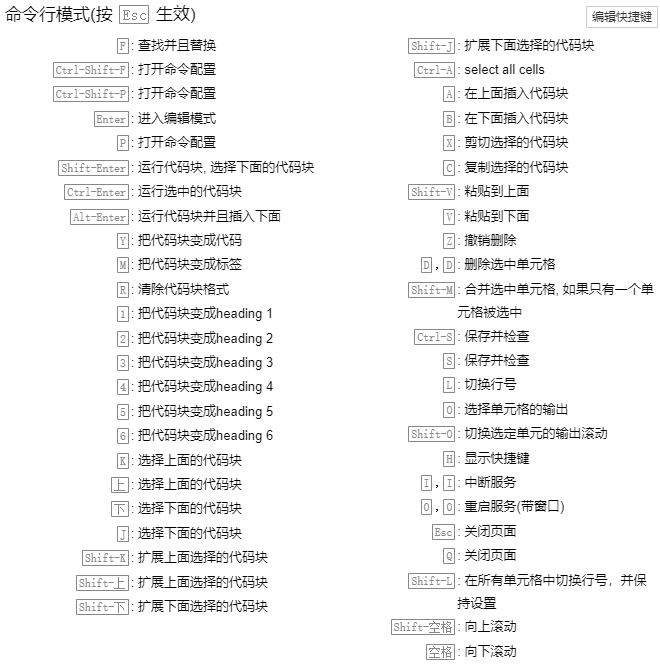 命令行模式(按 Esc 生效)
编辑快捷键
F : 查找并且替换
Ctrl-Shift-F : 打开命令配置
Ctrl-Shift-P : 打开命令配置
Enter : 进入编辑模式
P : 打开命令配置
Shift-Enter : 运行代码块, 选择下面的代码块
Ctrl-Enter : 运行选中的代码块
Alt-Enter : 运行代码块并且插入下面
Y : 把代码块变成代码
M : 把代码块变成标签
R : 清除代码块格式
1 : 把代码块变成heading 1
2 : 把代码块变成heading 2
3 : 把代码块变成heading 3
4 : 把代码块变成heading 4
5 : 把代码块变成heading 5
6 : 把代码块变成heading 6
K : 选择上面的代码块
上 : 选择上面的代码块
下 : 选择下面的代码块
J : 选择下面的代码块
Shift-K : 扩展上面选择的代码块
Shift-上 : 扩展上面选择的代码块
Shift-下 : 扩展下面选择的代码块
Shift-J : 扩展下面选择的代码块
Ctrl-A : select all cells
A : 在上面插入代码块
B : 在下面插入代码块
X : 剪切选择的代码块
C : 复制选择的代码块
Shift-V : 粘贴到上面
V : 粘贴到下面
Z : 撤销删除
D , D : 删除选中单元格
Shift-M : 合并选中单元格, 如果只有一个单
元格被选中
Ctrl-S : 保存并检查
S : 保存并检查
L : 切换行号
O : 选择单元格的输出
Shift-O : 切换选定单元的输出滚动
H : 显示快捷键
I , I : 中断服务
0 , 0 : 重启服务(带窗口)
Esc : 关闭页面
Q : 关闭页面
Shift-L : 在所有单元格中切换行号，并保
持设置
Shift-空格 : 向上滚动
空格 : 向下滚动